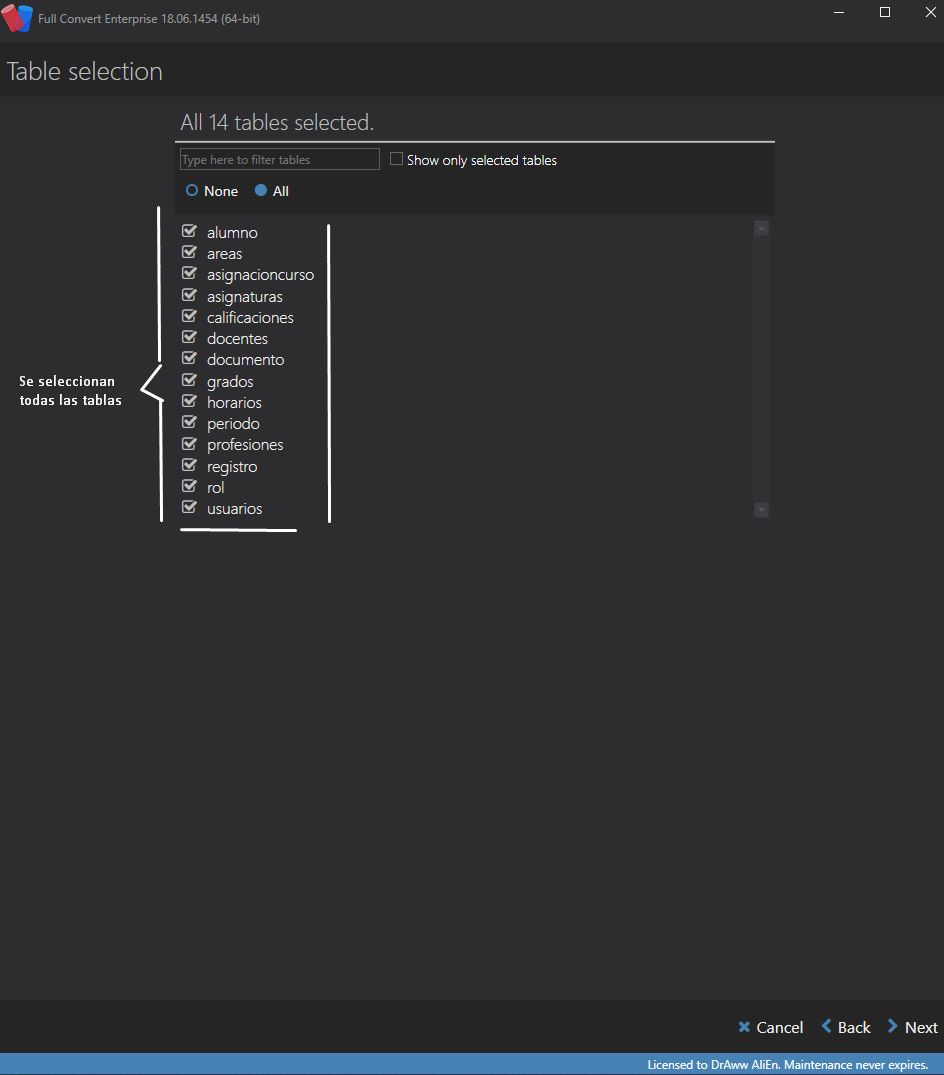 Full Convert Enterprise 18.06.1454 (64-bit)
Table selection
All 14 tables selected.
Type here to filter tables
Show only selected tables
None
All
alumno
areas
asignacioncurso
asignaturas
calificaciones
docentes
documento
grados
horarios
periodo
profesiones
registro
rol
usuarios
Se seleccionan
todas las tablas
Cancel
Back
Next
Licensed to DrAww AliEn. Maintenance never expires.